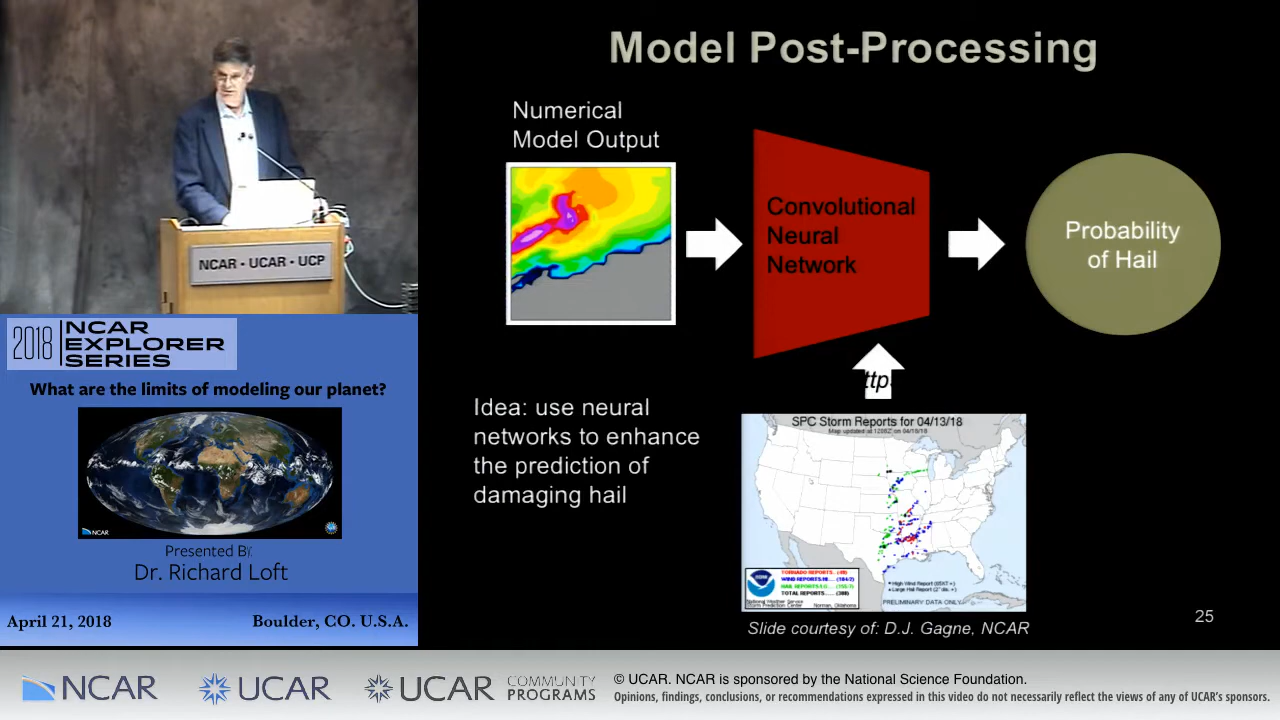 Model Post-Processing
Numerical
Model Output
Convolutional
Neural
Network
Probability
of Hail
Idea: use neural
networks to enhance
the prediction of
damaging hail
SPC Storm Reports for 04/13/18
PRELIMINARY DATA ONLY
Norman, Oklahoma
Slide courtesy of: D.J. Gagne, NCAR
25
NCAR • UCAR • UCP
2018 NCAR
EXPLORER
SERIES
What are the limits of modeling our planet?
NCAR
Presented By:
Dr. Richard Loft
April 21, 2018
Boulder, CO. U.S.A.
NCAR
UCAR
UCAR COMMUNITY
PROGRAMS
© UCAR. NCAR is sponsored by the National Science Foundation.
Opinions, findings, conclusions, or recommendations expressed in this video do not necessarily reflect the views of any of UCAR's sponsors.